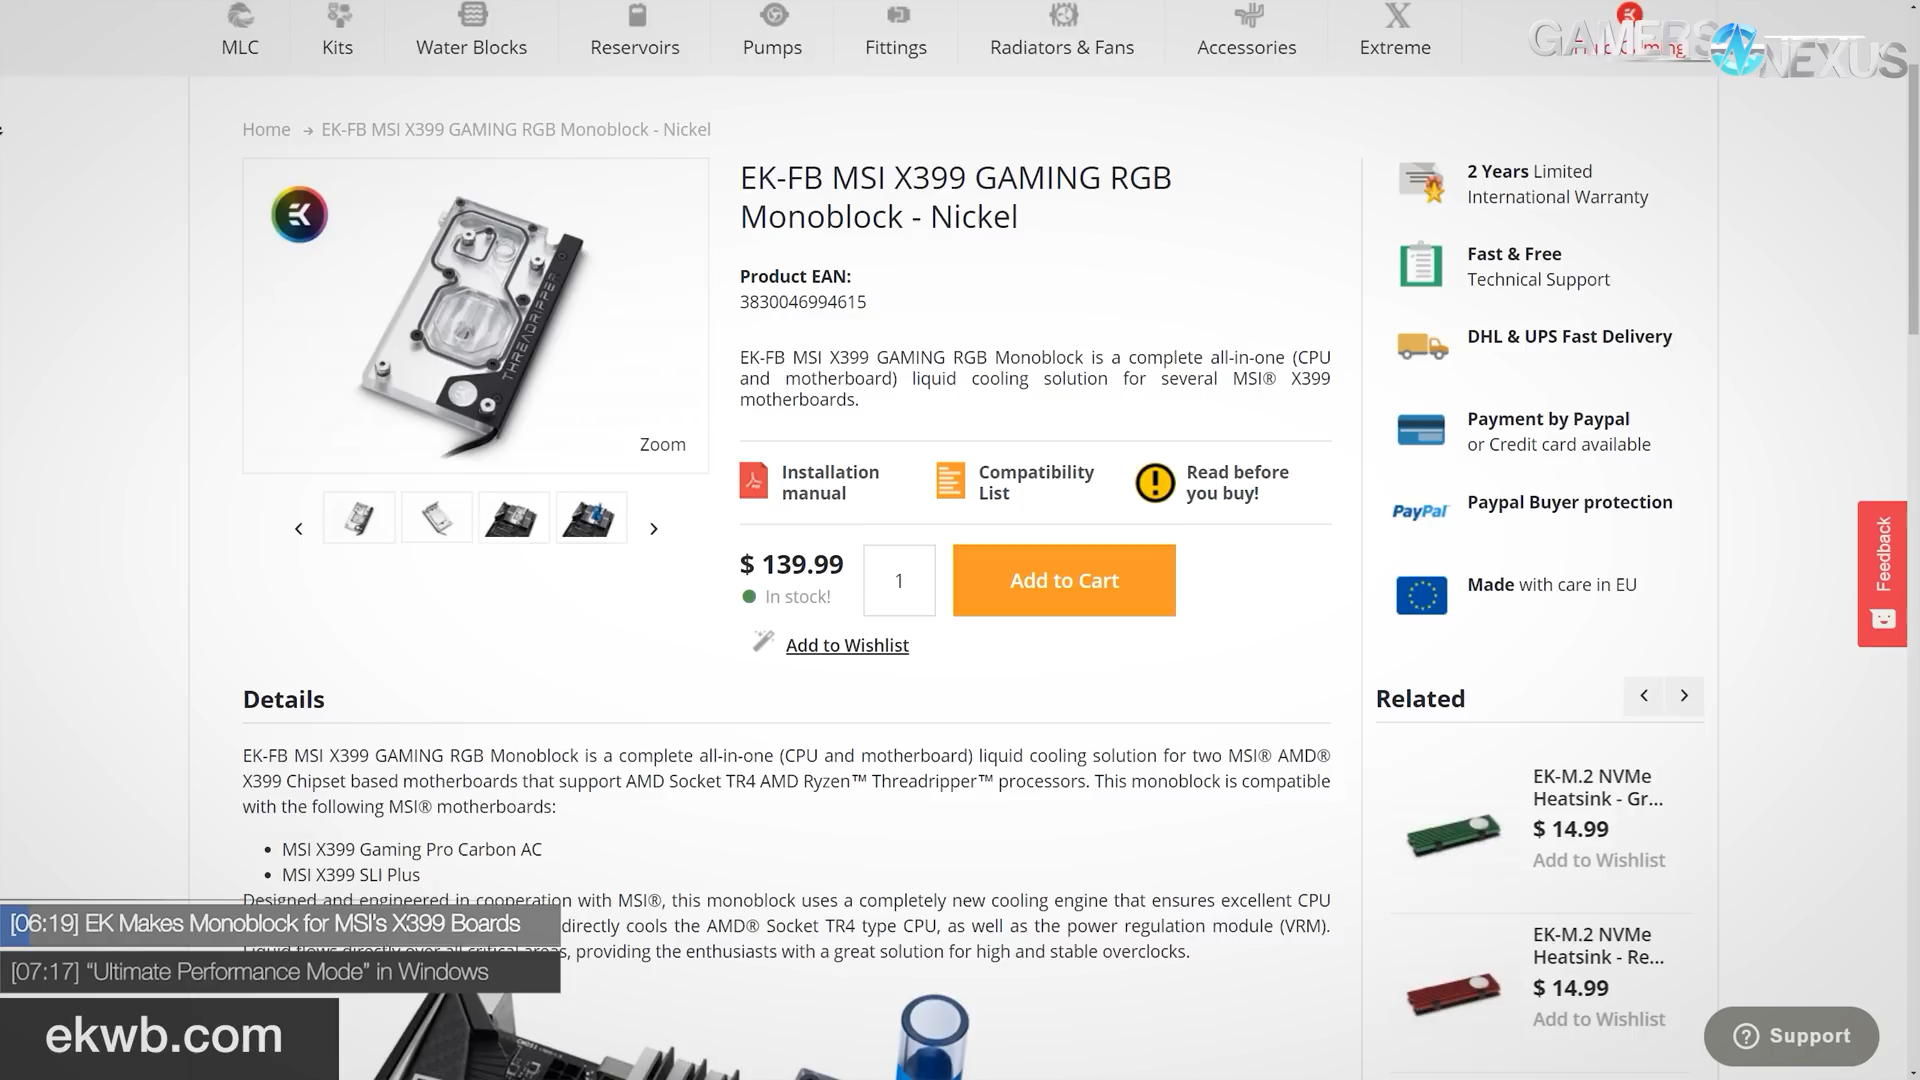 MLC
Kits
Water Blocks
Reservoirs
Pumps
Fittings
Radiators & Fans
Accessories
Extreme
GAMERS NEXUS
Home → EK-FB MSI X399 GAMING RGB Monoblock - Nickel
THREADRIPPER
Zoom
EK-FB MSI X399 GAMING RGB
Monoblock - Nickel
Product EAN:
3830046994615
EK-FB MSI X399 GAMING RGB Monoblock is a complete all-in-one (CPU
and motherboard) liquid cooling solution for several MSI® X399
motherboards.
Installation
manual
Compatibility
List
Read before
you buy!
$ 139.99
In stock!
1
Add to Cart
Add to Wishlist
2 Years Limited
International Warranty
Fast & Free
Technical Support
DHL & UPS Fast Delivery
Payment by Paypal
or Credit card available
PayPal
Paypal Buyer protection
Made with care in EU
Feedback
Details
EK-FB MSI X399 GAMING RGB Monoblock is a complete all-in-one (CPU and motherboard) liquid cooling solution for two MSI® AMD®
X399 Chipset based motherboards that support AMD Socket TR4 AMD Ryzen™ Threadripper™ processors. This monoblock is compatible
with the following MSI® motherboards:
• MSI X399 Gaming Pro Carbon AC
• MSI X399 SLI Plus
Designed and engineered in cooperation with MSI®, this monoblock uses a completely new cooling engine that ensures excellent CPU
directly cools the AMD® Socket TR4 type CPU, as well as the power regulation module (VRM).
Liquid flows directly over all critical areas, providing the enthusiasts with a great solution for high and stable overclocks.
Related
EK-M.2 NVMe
Heatsink - Gr...
$ 14.99
Add to Wishlist
EK-M.2 NVMe
Heatsink - Re...
$ 14.99
Add to Wishlist
Support
[06:19] EK Makes Monoblock for MSI's X399 Boards
[07:17] “Ultimate Performance Mode” in Windows
ekwb.com